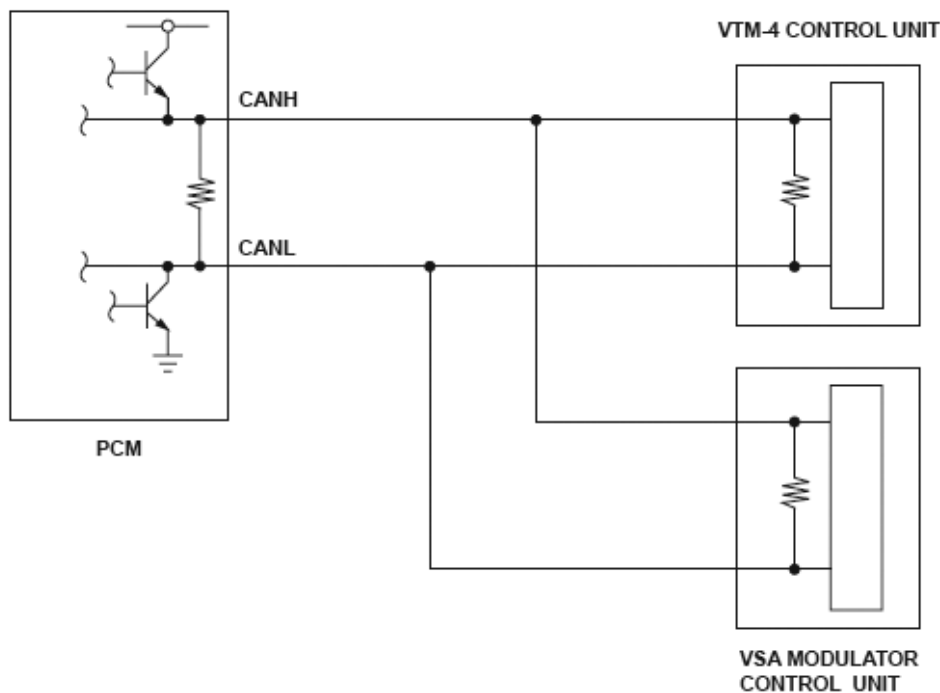 VTM-4 CONTROL UNIT
CANH
CANL
PCM
VSA MODULATOR
CONTROL UNIT